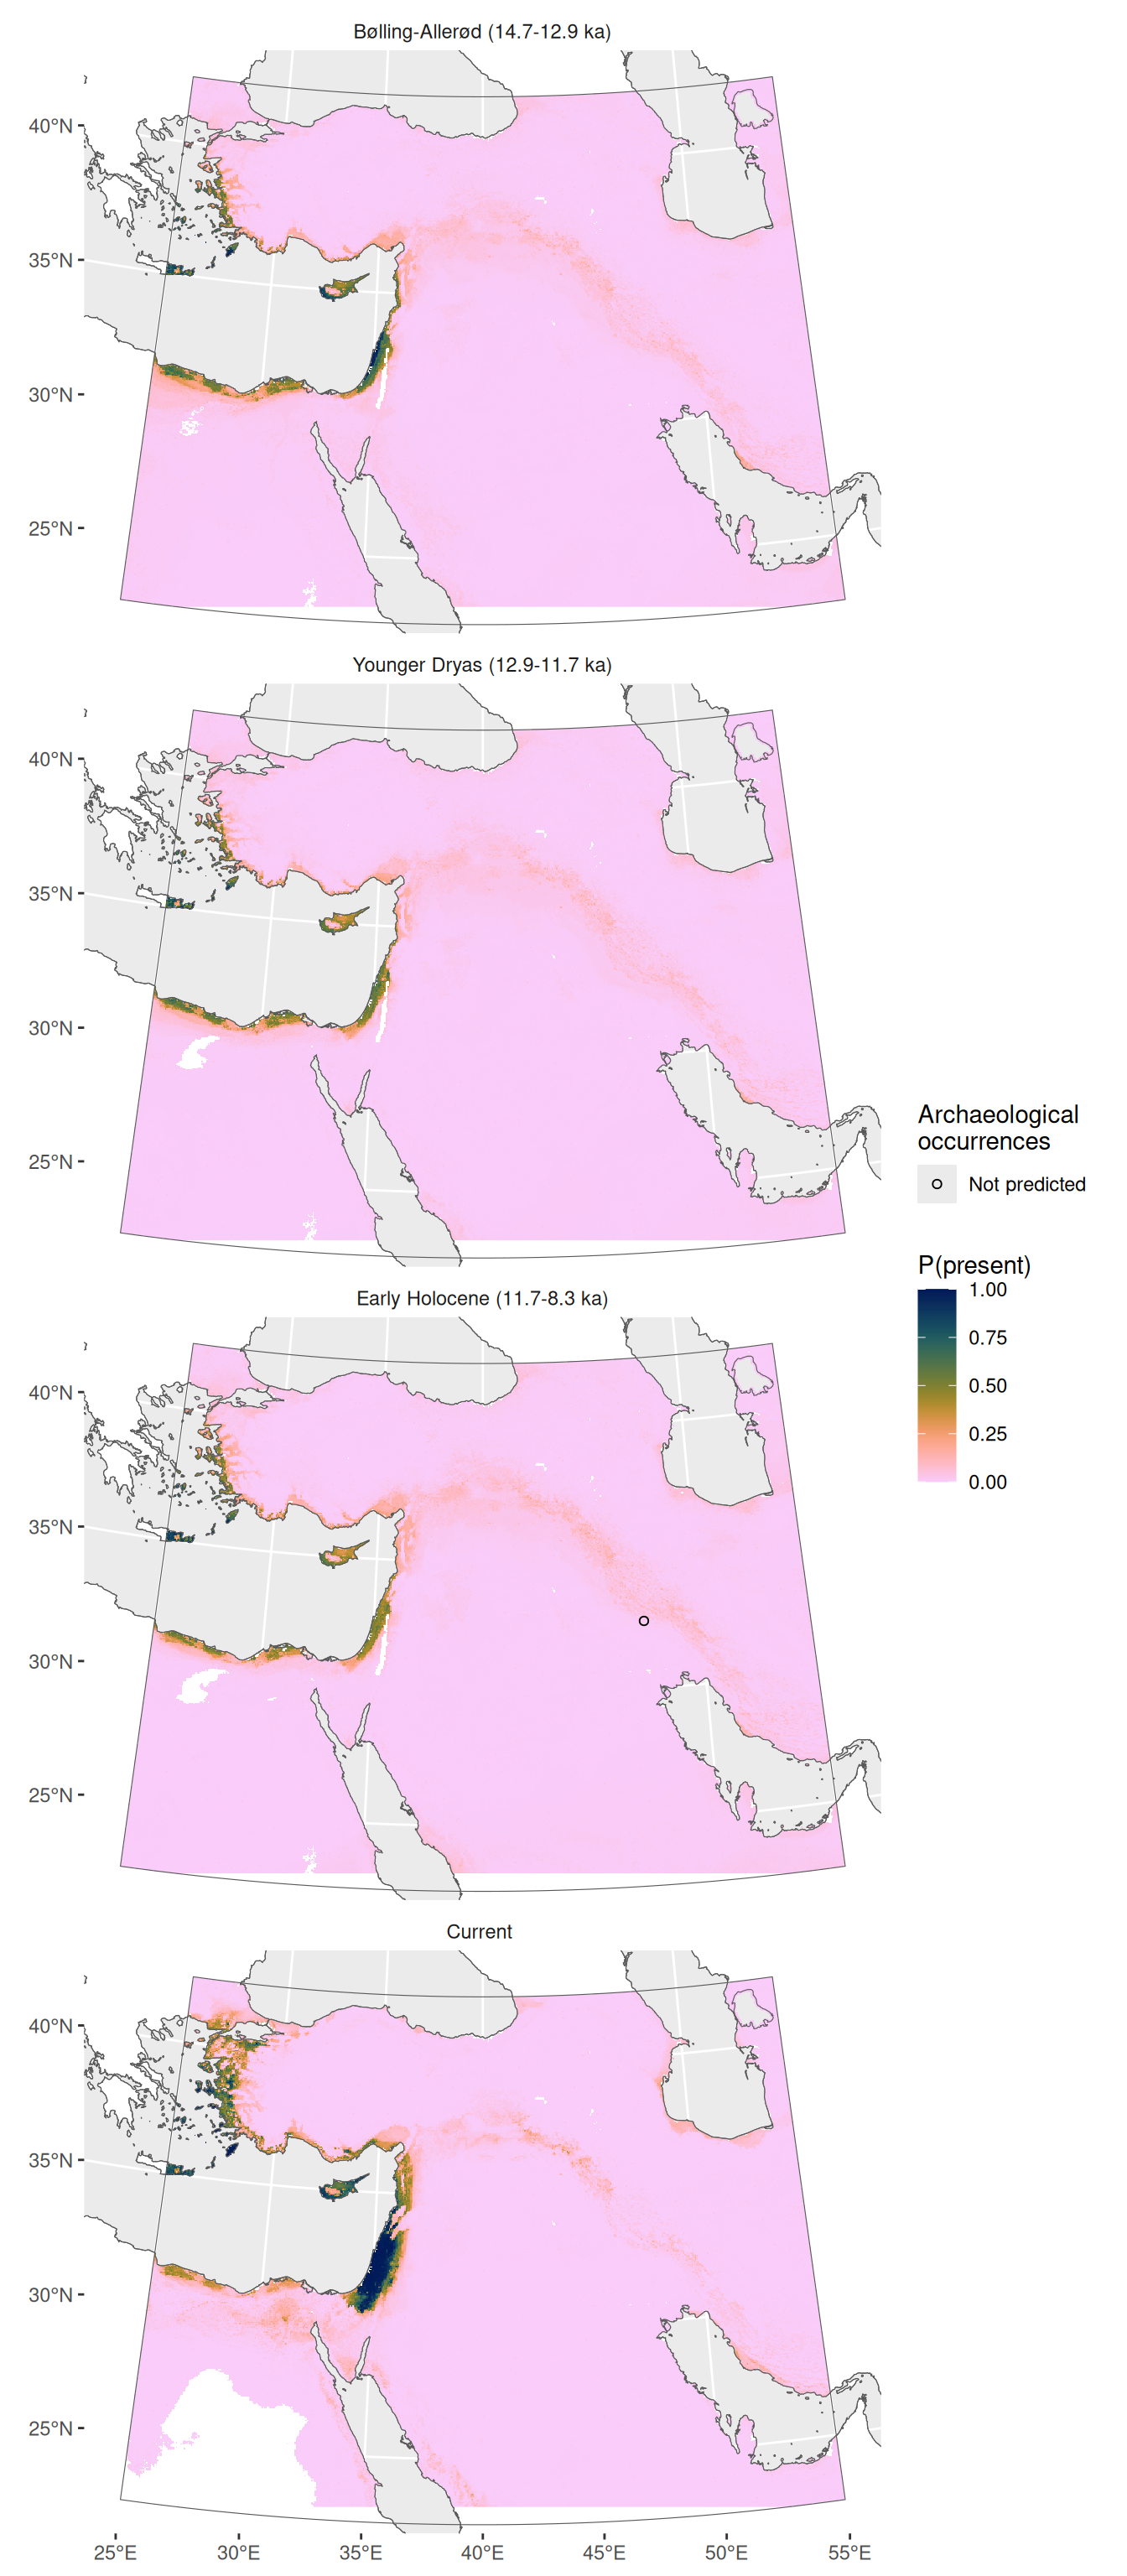 Bølling-Allerød (14.7-12.9 ka)
40°N
35°N
30°N
25°N
Younger Dryas (12.9-11.7 ka)
40°N
35°N
30°N
25°N
Archaeological
occurrences
Not predicted
P(present)
1.00
0.75
0.50
0.25
0.00
Early Holocene (11.7-8.3 ka)
40°N
35°N
30°N
25°N
Current
40°N
35°N
30°N
25°N
25°E 30°E 35°E 40°E 45°E 50°E 55°E